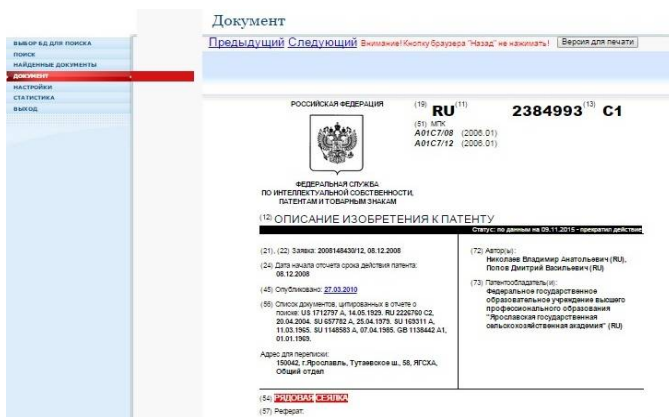 Документ
Предыдущий Следующий Внимание! Кнопку браузера "Назад" не нажимать! Версия для печати
ВЫБОР БД ДЛЯ ПОИСКА
ПОИСК
НАЙДЕННЫЕ ДОКУМЕНТЫ
ДОКУМЕНТ
НАСТРОЙКИ
СТАТИСТИКА
ВЫХОД
РОССИЙСКАЯ ФЕДЕРАЦИЯ
ФЕДЕРАЛЬНАЯ СЛУЖБА
ПО ИНТЕЛЛЕКТУАЛЬНОЙ СОБСТВЕННОСТИ,
ПАТЕНТАМ И ТОВАРНЫМ ЗНАКАМ
(19) RU (11) 2384993 (13) C1
(51) МПК
A01C7/08 (2006.01)
A01C7/12 (2006.01)
(12) ОПИСАНИЕ ИЗОБРЕТЕНИЯ К ПАТЕНТУ
Статус: по данным на 09.11.2015 - прекратил действие
(21), (22) Заявка: 2008148430/12, 08.12.2008
(24) Дата начала отсчета срока действия патента:
08.12.2008
(45) Опубликовано: 27.03.2010
(56) Список документов, цитированных в отчете о
поиске: US 1712797 A, 14.05.1929. RU 2226760 C2,
20.04.2004. SU 657782 A, 25.04.1979. SU 169311 A,
11.03.1965. SU 1148583 A, 07.04.1985. GB 1138442 A1,
01.01.1969.
Адрес для переписки:
150042, г.Ярославль, Тутаевское ш., 58, ЯГСХА,
Общий отдел
(72) Автор(ы):
Николаев Владимир Анатольевич (RU),
Попов Дмитрий Васильевич (RU)
(73) Патентообладатель(и):
Федеральное государственное
образовательное учреждение высшего
профессионального образования
"Ярославская государственная
сельскохозяйственная академия" (RU)
(54) РЯДОВАЯ СЕЯЛКА
(57) Реферат: